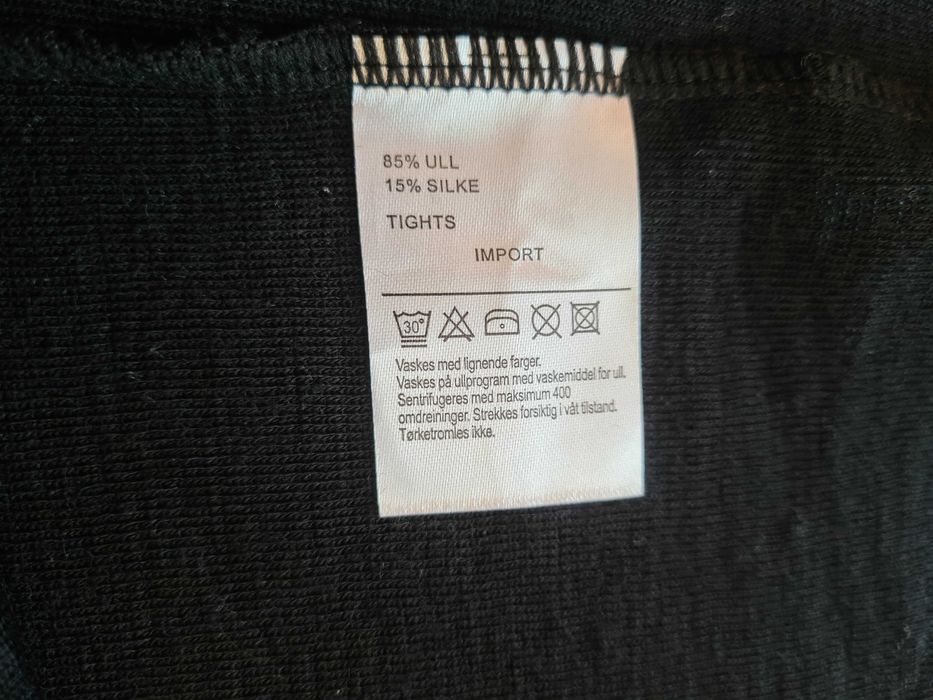 85% ULL
15% SILKE
TIGHTS
IMPORT
30°
Vaskes med lignende farger.
Vaskes på ullprogram med vaskemiddel for ull.
Sentrifugeres med maksimum 400
omdreininger. Strekkes forsiktig i våt tilstand.
Tørketromles ikke.